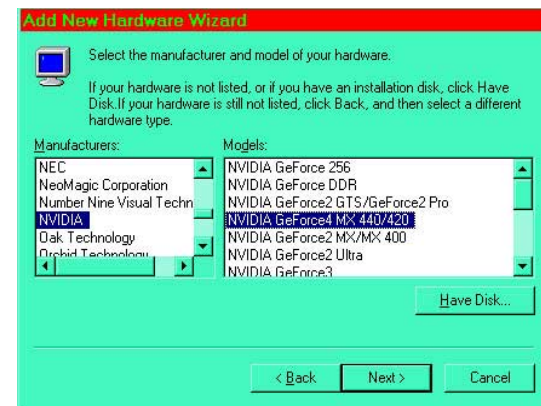 Add New Hardware Wizard
Select the manufacturer and model of your hardware.
If your hardware is not listed, or if you have an installation disk, click Have
Disk.If your hardware is still not listed, click Back, and then select a different
hardware type.
Manufacturers:
NEC
NeoMagic Corporation
Number Nine Visual Techn
NVIDIA
Oak Technology
Orchid Technology
Models:
NVIDIA GeForce 256
NVIDIA GeForce DDR
NVIDIA GeForce2 GTS/GeForce2 Pro
NVIDIA GeForce4 MX 440/420
NVIDIA GeForce2 MX/MX 400
NVIDIA GeForce2 Ultra
NVIDIA GeForce3
Have Disk...
< Back
Next >
Cancel